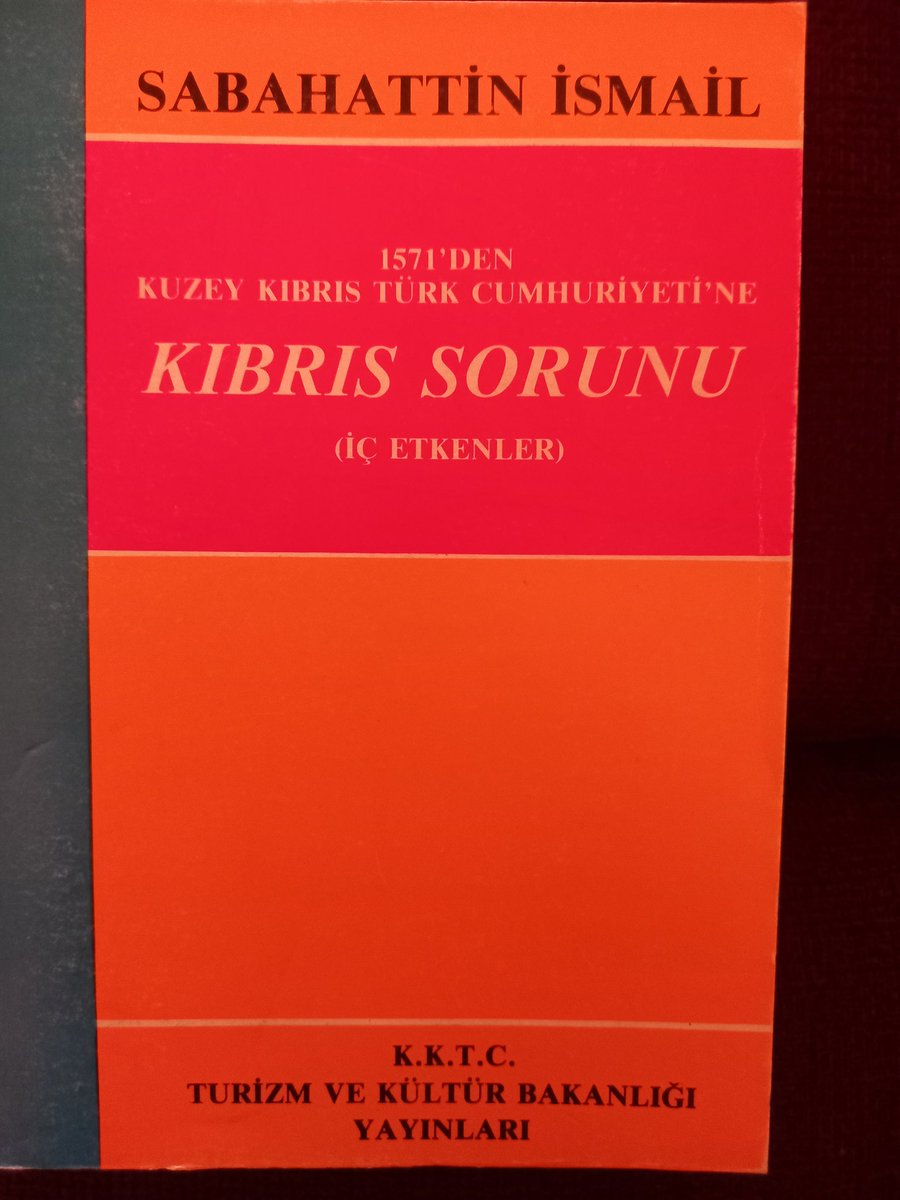 SABAHATTİN İSMAİL
1571'DEN
KUZEY KIBRIS TÜRK CUMHURİYETİ'NE
KIBRIS SORUNU
(İÇ ETKENLER)
K.K.T.C.
TURİZM VE KÜLTÜR BAKANLIĞI
YAYINLARI